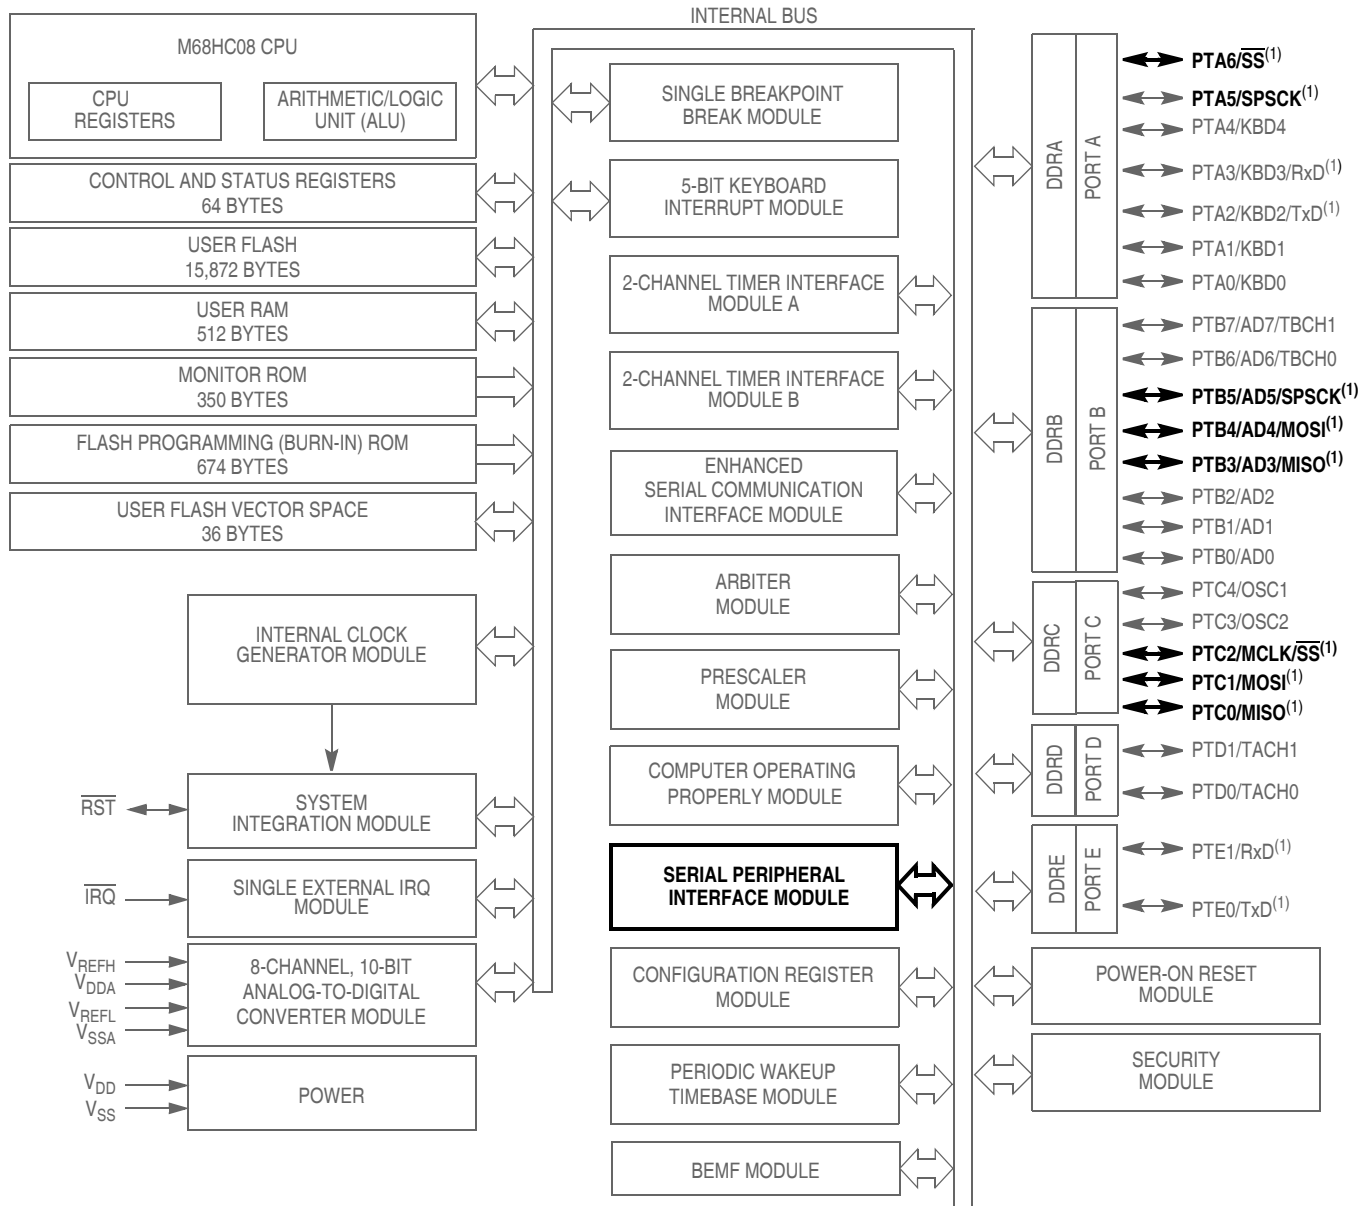 INTERNAL BUS
M68HC08 CPU
CPU
REGISTERS
ARITHMETIC/LOGIC
UNIT (ALU)
CONTROL AND STATUS REGISTERS
64 BYTES
USER FLASH
15,872 BYTES
USER RAM
512 BYTES
MONITOR ROM
350 BYTES
FLASH PROGRAMMING (BURN-IN) ROM
674 BYTES
USER FLASH VECTOR SPACE
36 BYTES
INTERNAL CLOCK
GENERATOR MODULE
RST
SYSTEM
INTEGRATION MODULE
IRQ
SINGLE EXTERNAL IRQ
MODULE
VREFH
VDDA
VREFL
VSSA
8-CHANNEL, 10-BIT
ANALOG-TO-DIGITAL
CONVERTER MODULE
VDD
VSS
POWER
SINGLE BREAKPOINT
BREAK MODULE
5-BIT KEYBOARD
INTERRUPT MODULE
2-CHANNEL TIMER INTERFACE
MODULE A
2-CHANNEL TIMER INTERFACE
MODULE B
ENHANCED
SERIAL COMMUNICATION
INTERFACE MODULE
ARBITER
MODULE
PRESCALER
MODULE
COMPUTER OPERATING
PROPERLY MODULE
SERIAL PERIPHERAL
INTERFACE MODULE
CONFIGURATION REGISTER
MODULE
PERIODIC WAKEUP
TIMEBASE MODULE
BEMF MODULE
DDRA
PORT A
PTA6/SS(1)
PTA5/SPSCK(1)
PTA4/KBD4
PTA3/KBD3/RxD(1)
PTA2/KBD2/TxD(1)
PTA1/KBD1
PTA0/KBD0
DDRB
PORT B
PTB7/AD7/TBCH1
PTB6/AD6/TBCH0
PTB5/AD5/SPSCK(1)
PTB4/AD4/MOSI(1)
PTB3/AD3/MISO(1)
PTB2/AD2
PTB1/AD1
PTB0/AD0
DDRC
PORT C
PTC4/OSC1
PTC3/OSC2
PTC2/MCLK/SS(1)
PTC1/MOSI(1)
PTC0/MISO(1)
DDRD
PORT D
PTD1/TACH1
PTD0/TACH0
DDRE
PORT E
PTE1/RxD(1)
PTE0/TxD(1)
POWER-ON RESET
MODULE
SECURITY
MODULE